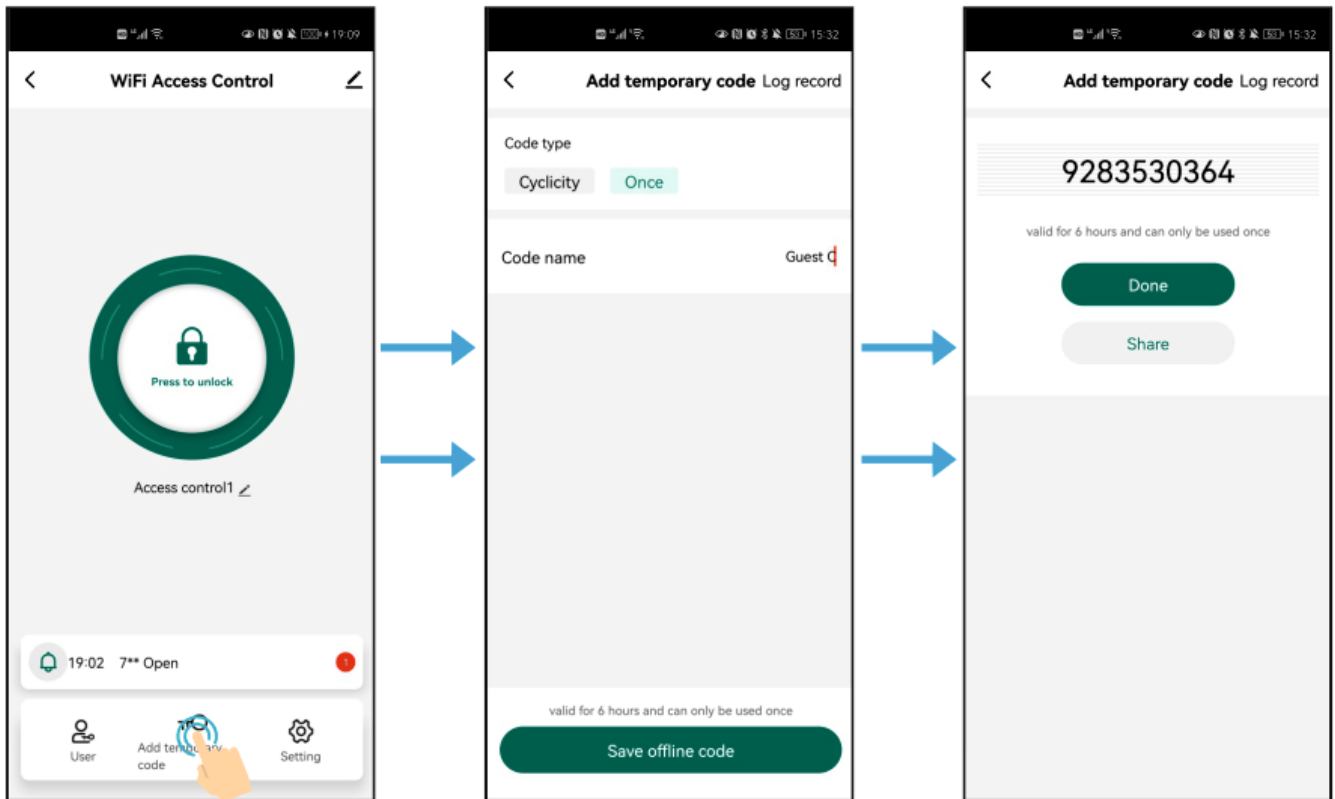 19:09
WiFi Access Control
Press to unlock
Access control1
19:02 7** Open 1
User
Add temporary
code
Setting
15:32
Add temporary code Log record
Code type
Cyclicity Once
Code name Guest C
valid for 6 hours and can only be used once
Save offline code
15:32
Add temporary code Log record
9283530364
valid for 6 hours and can only be used once
Done
Share